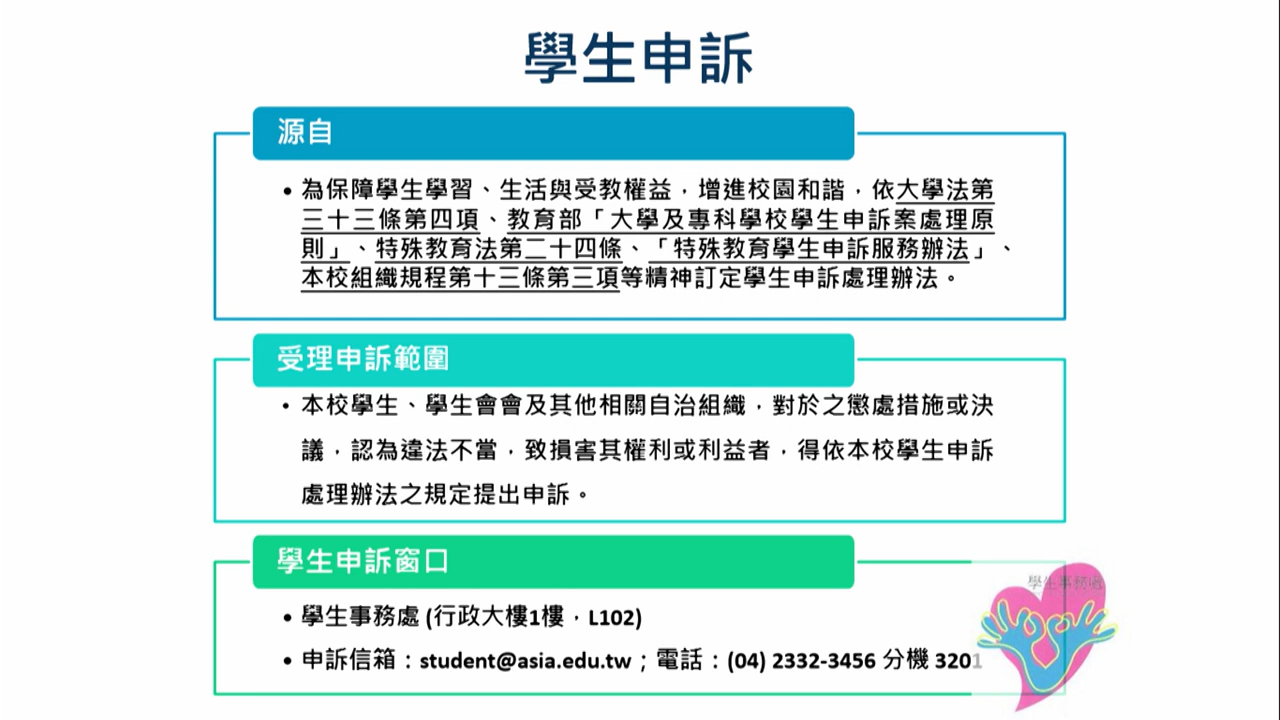 學生申訴
源自
•為保障學生學習、生活與受教權益，增進校園和諧，依大學法第
三十三條第四項、教育部「大學及專科學校學生申訴案處理原
則」、特殊教育法第二十四條、「特殊教育學生申訴服務辦法」、
本校組織規程第十三條第三項等精神訂定學生申訴處理辦法。
受理申訴範圍
•本校學生、學生會會及其他相關自治組織，對於之懲處措施或決
議，認為違法不當，致損害其權利或利益者，得依本校學生申訴
處理辦法之規定提出申訴。
學生申訴窗口
•學生事務處 (行政大樓1樓，L102)
•申訴信箱：student@asia.edu.tw；電話：(04) 2332-3456 分機 3201
學生事務處